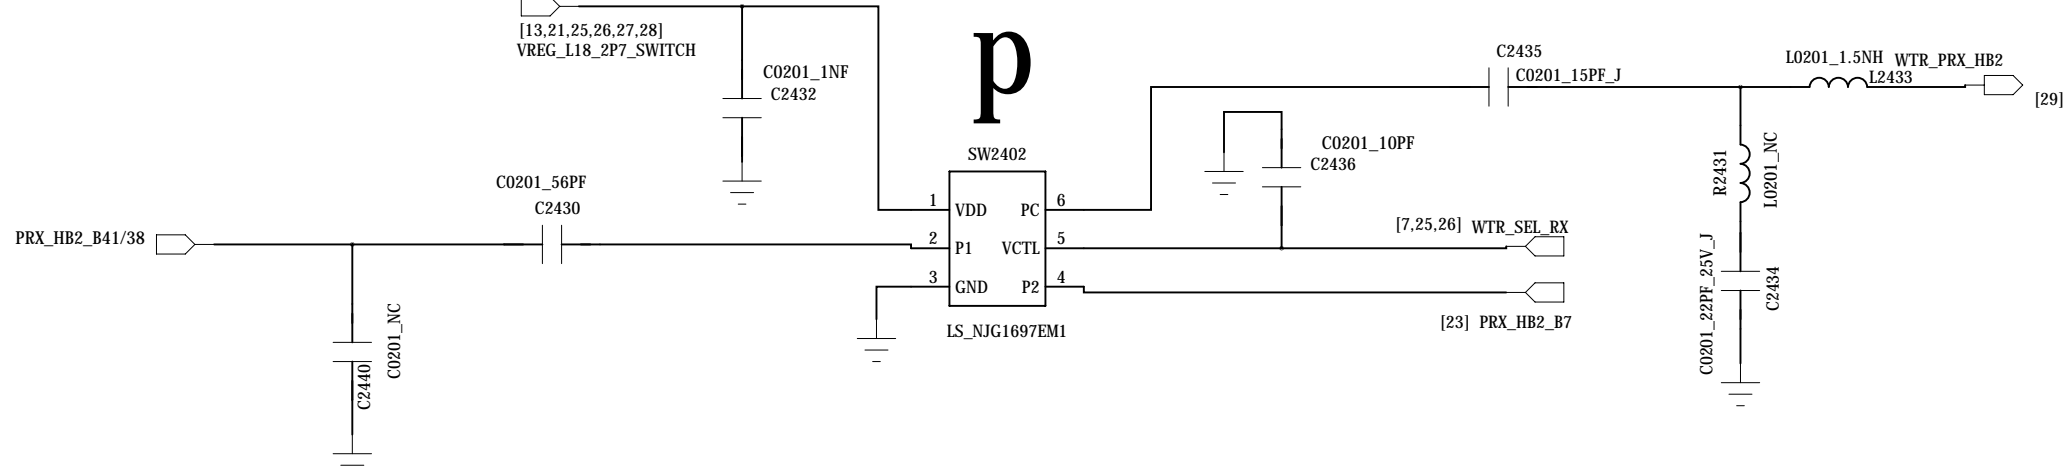 [13,21,25,26,27,28]
VREG_L18_2P7_SWITCH
C0201_1NF
C2432
p
C2435
C0201_15PF_J
L0201_1.5NH
WTR_PRX_HB2
L2433
[29]
C0201_10PF
C2436
SW2402
R2431
L0201_NC
C0201_56PF
C2430
1
VDD
PC
6
[7,25,26] WTR_SEL_RX
PRX_HB2_B41/38
2
P1
VCTL
5
3
GND
P2
4
C0201_22PF_25V_J
C2434
[23] PRX_HB2_B7
LS_NJG1697EM1
C2440
C0201_NC